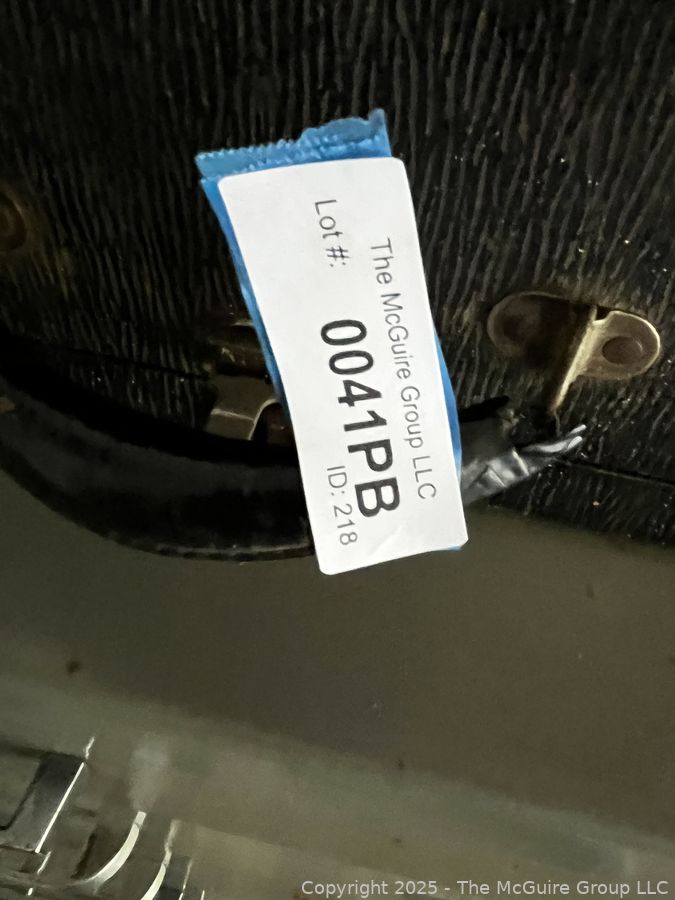 The McGuire Group LLC
Lot #:
0041PB
ID: 218
Copyright 2025 - The McGuire Group LLC